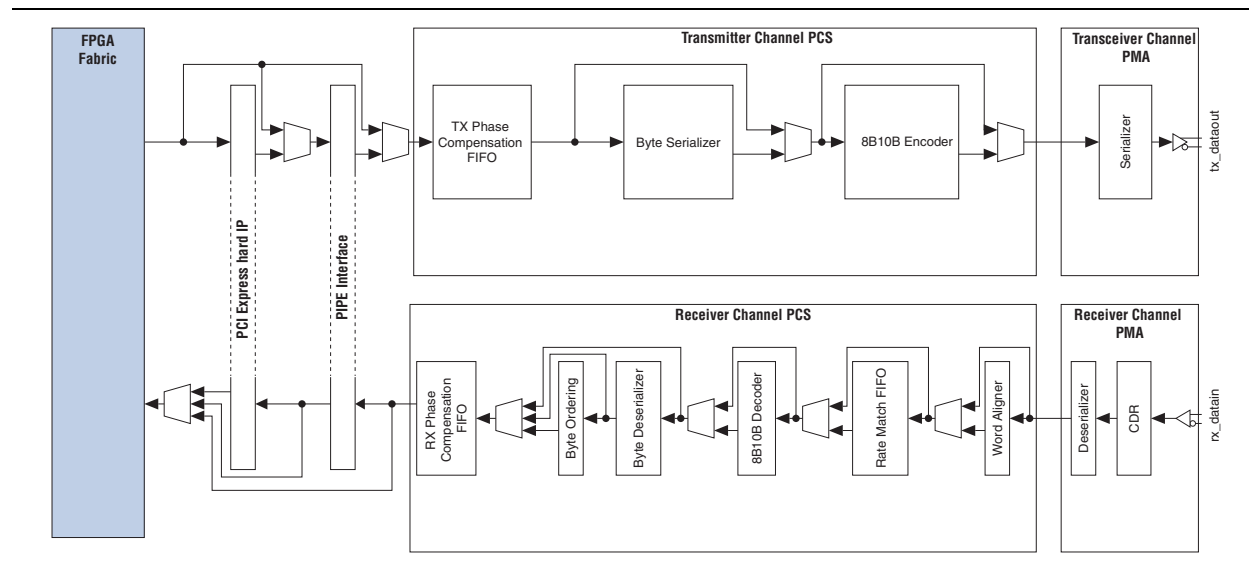 FPGA
Fabric
Transmitter Channel PCS
Transceiver Channel
PMA
TX Phase
Compensation
FIFO
Byte Serializer
8B10B Encoder
Serializer
tx_dataout
PCI Express hard IP
PIPE Interface
Receiver Channel PCS
Receiver Channel
PMA
RX Phase
Compensation
FIFO
Byte Ordering
Byte Deserializer
8B10B Decoder
Rate Match FIFO
Word Aligner
Deserializer
CDR
rx_datain